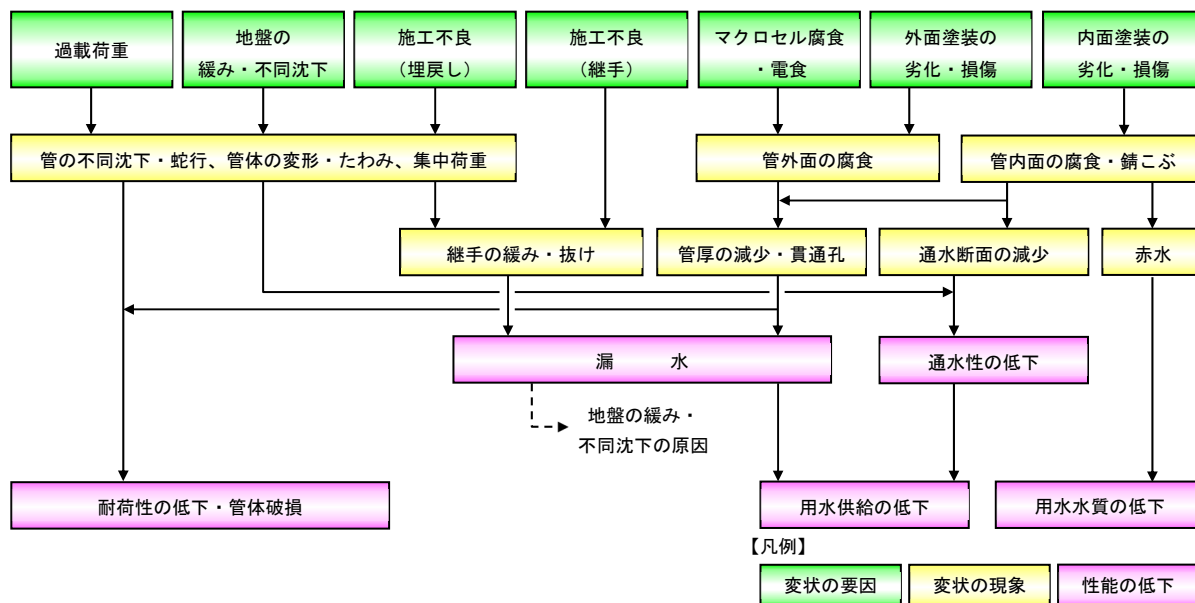 過載荷重
地盤の
緩み・不同沈下
施工不良
(埋戻し)
施工不良
(継手)
マクロセル腐食
・電食
外面塗装の
劣化・損傷
内面塗装の
劣化・損傷
管の不同沈下・蛇行、管体の変形・たわみ、集中荷重
管外面の腐食
管内面の腐食・錆こぶ
継手の緩み・抜け
管厚の減少・貫通孔
通水断面の減少
赤水
漏　水
通水性の低下
地盤の緩み・
不同沈下の原因
耐荷性の低下・管体破損
用水供給の低下
用水水質の低下
【凡例】
変状の要因
変状の現象
性能の低下